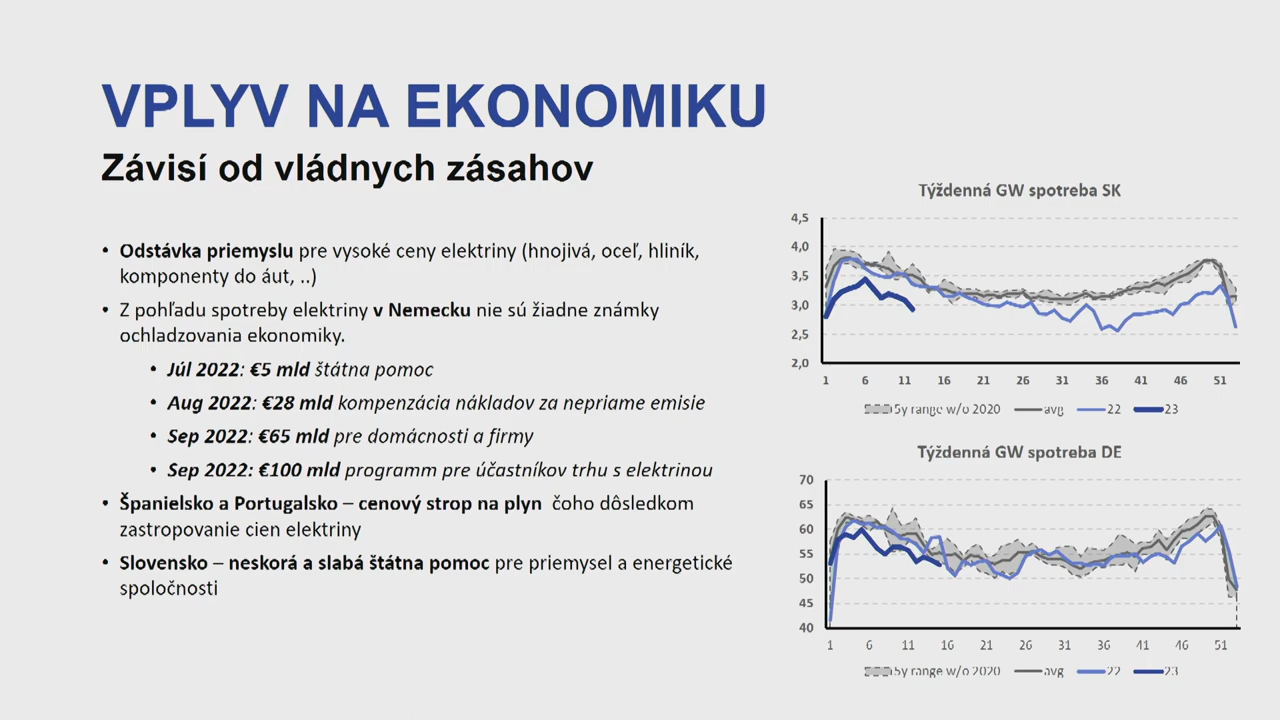 VPLYV NA EKONOMIKU
Závisí od vládnych zásahov
• Odstávka priemyslu pre vysoké ceny elektriny (hnojivá, oceľ, hliník,
komponenty do áut, ..)
• Z pohľadu spotreby elektriny v Nemecku nie sú žiadne známky
ochladzovania ekonomiky.
• Júl 2022: €5 mld štátna pomoc
• Aug 2022: €28 mld kompenzácia nákladov za nepriame emisie
• Sep 2022: €65 mld pre domácnosti a firmy
• Sep 2022: €100 mld programm pre účastníkov trhu s elektrinou
• Španielsko a Portugalsko – cenový strop na plyn čoho dôsledkom
zastropovanie cien elektriny
• Slovensko – neskorá a slabá štátna pomoc pre priemysel a energetické
spoločnosti
Týždenná GW spotreba SK
4,5
4,0
3,5
3,0
2,5
2,0
1 6 11 16 21 26 31 36 41 46 51
5y range w/o 2020 avg 22 23
Týždenná GW spotreba DE
70
65
60
55
50
45
40
1 6 11 16 21 26 31 36 41 46 51
5y range w/o 2020 avg 22 23